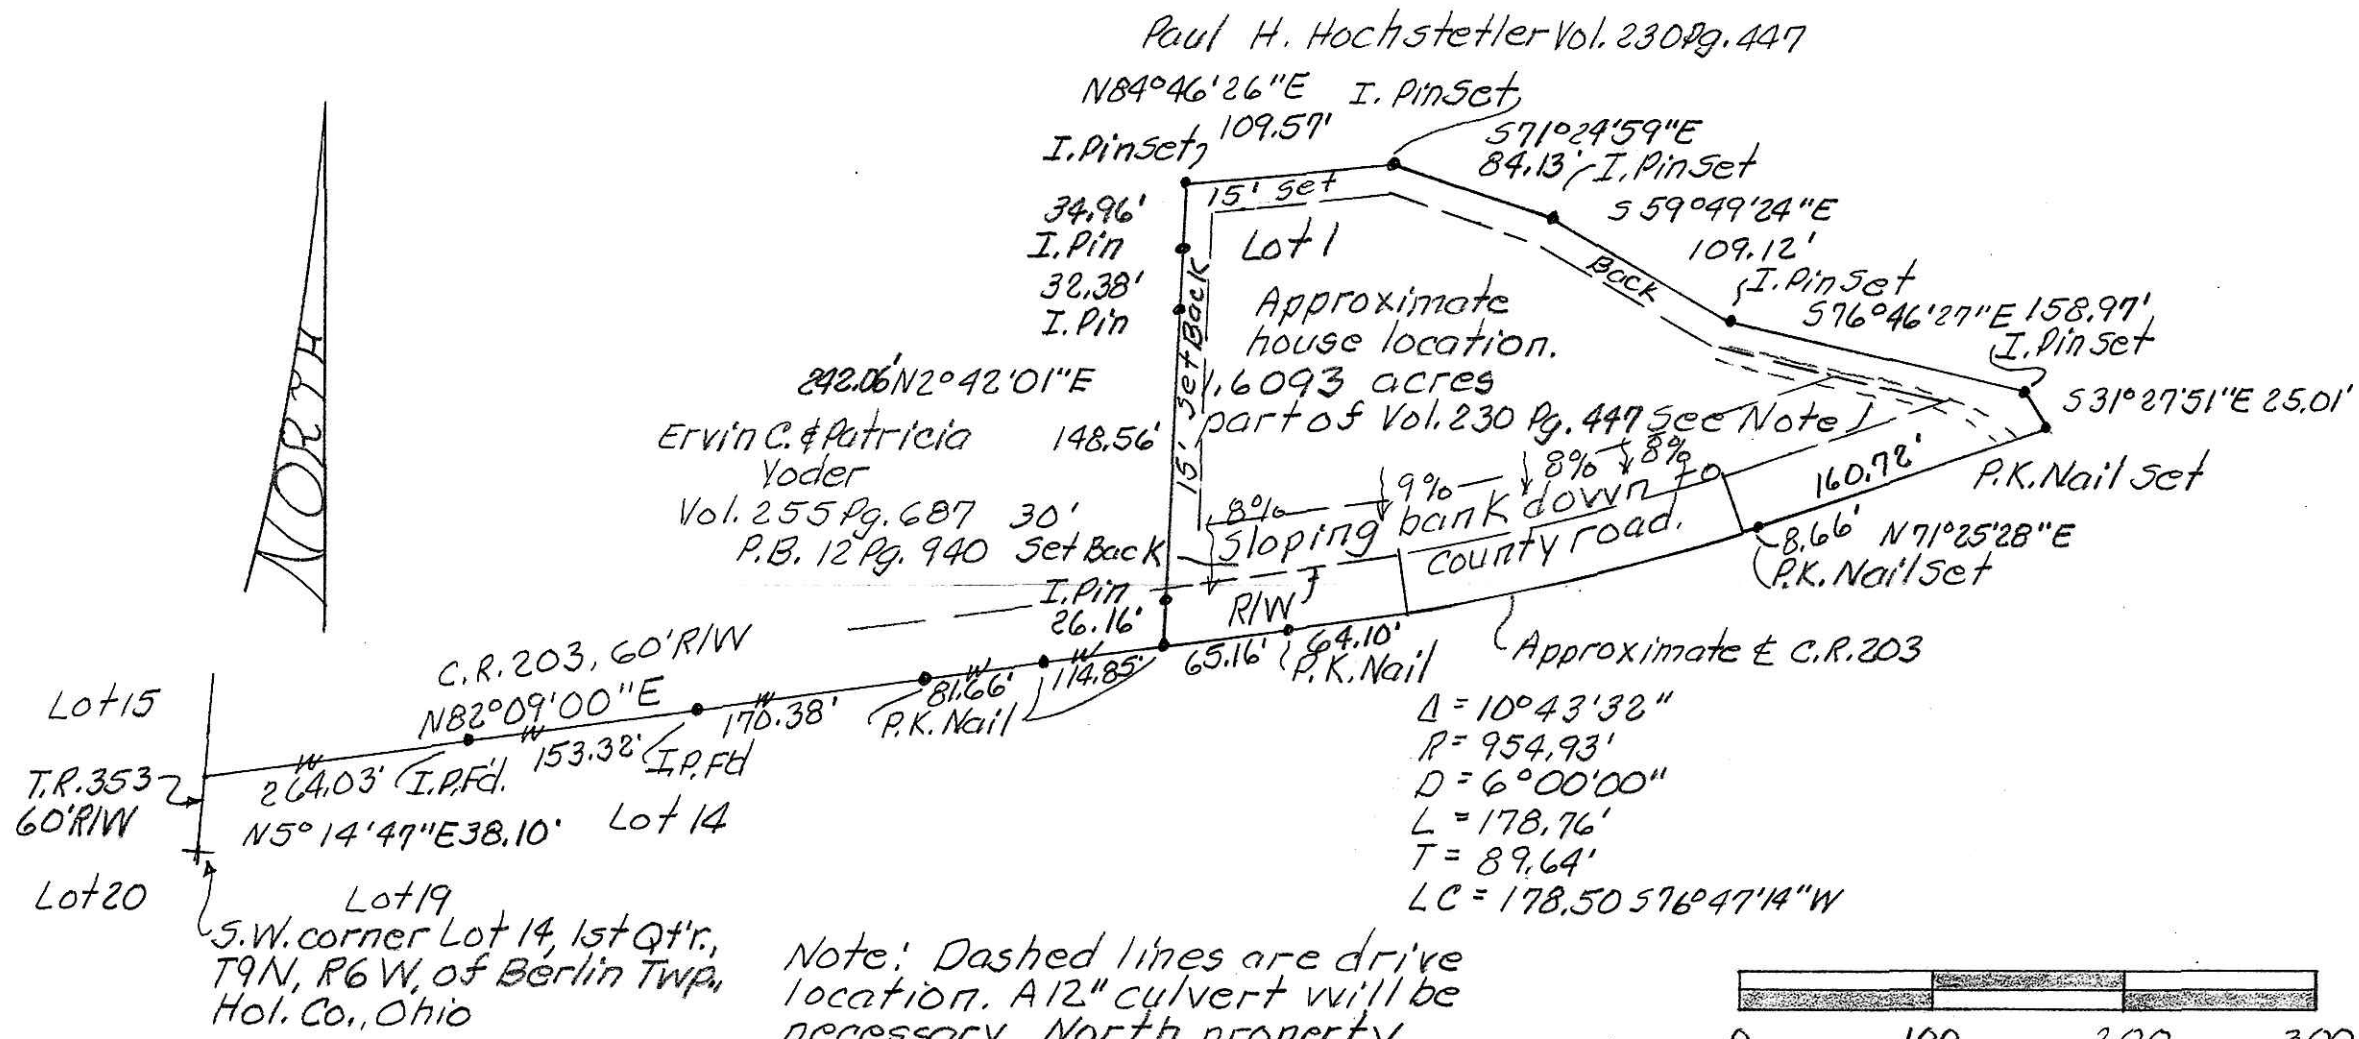 Paul H. Hochstetler Vol. 230 Pg. 447
N84°46'26"E I. Pin Set
109.57'
I. Pin Set
S71°24'59"E
84.13' I. Pin Set
34.96'
I. Pin
15' Set
S59°49'24"E
109.12'
Lot 1
Back
I. Pin Set
32.38'
I. Pin
Approximate
house location.
S76°46'27"E 158.97'
I. Pin Set
15' Set Back
242.06' N2°42'01"E
1.6093 acres
S31°27'51"E 25.01'
part of Vol. 230 Pg. 447 See Note
Ervin C. & Patricia
Yoder
148.56'
Vol. 255 Pg. 687
P.B. 12 Pg. 940
30'
Set Back
8% 9% 8% 8%
Sloping bank down to
county road.
160.72'
P.K. Nail Set
8.66' N71°25'28"E
P.K. Nail Set
I. Pin
26.16'
R/W
NORTH
C.R. 203, 60' R/W
N82°09'00"E
65.16' 64.10'
P.K. Nail
Approximate ℄ C.R. 203
81.66' 114.85'
P.K. Nail
170.38'
153.32' I.P. Fd
264.03' I.P. Fd.
W W W W W
Lot 15
T.R. 353
60' R/W
N5°14'47"E 38.10' Lot 14
Lot 20
Lot 19
S.W. corner Lot 14, 1st Qt'r.,
T9N, R6W, of Berlin Twp.,
Hol. Co., Ohio
Δ = 10°43'32"
R = 954.93'
D = 6°00'00"
L = 178.76'
T = 89.64'
LC = 178.50 S76°47'14"W
Note: Dashed lines are drive
location. A 12" culvert will be
necessary. North property
0 100 200 300